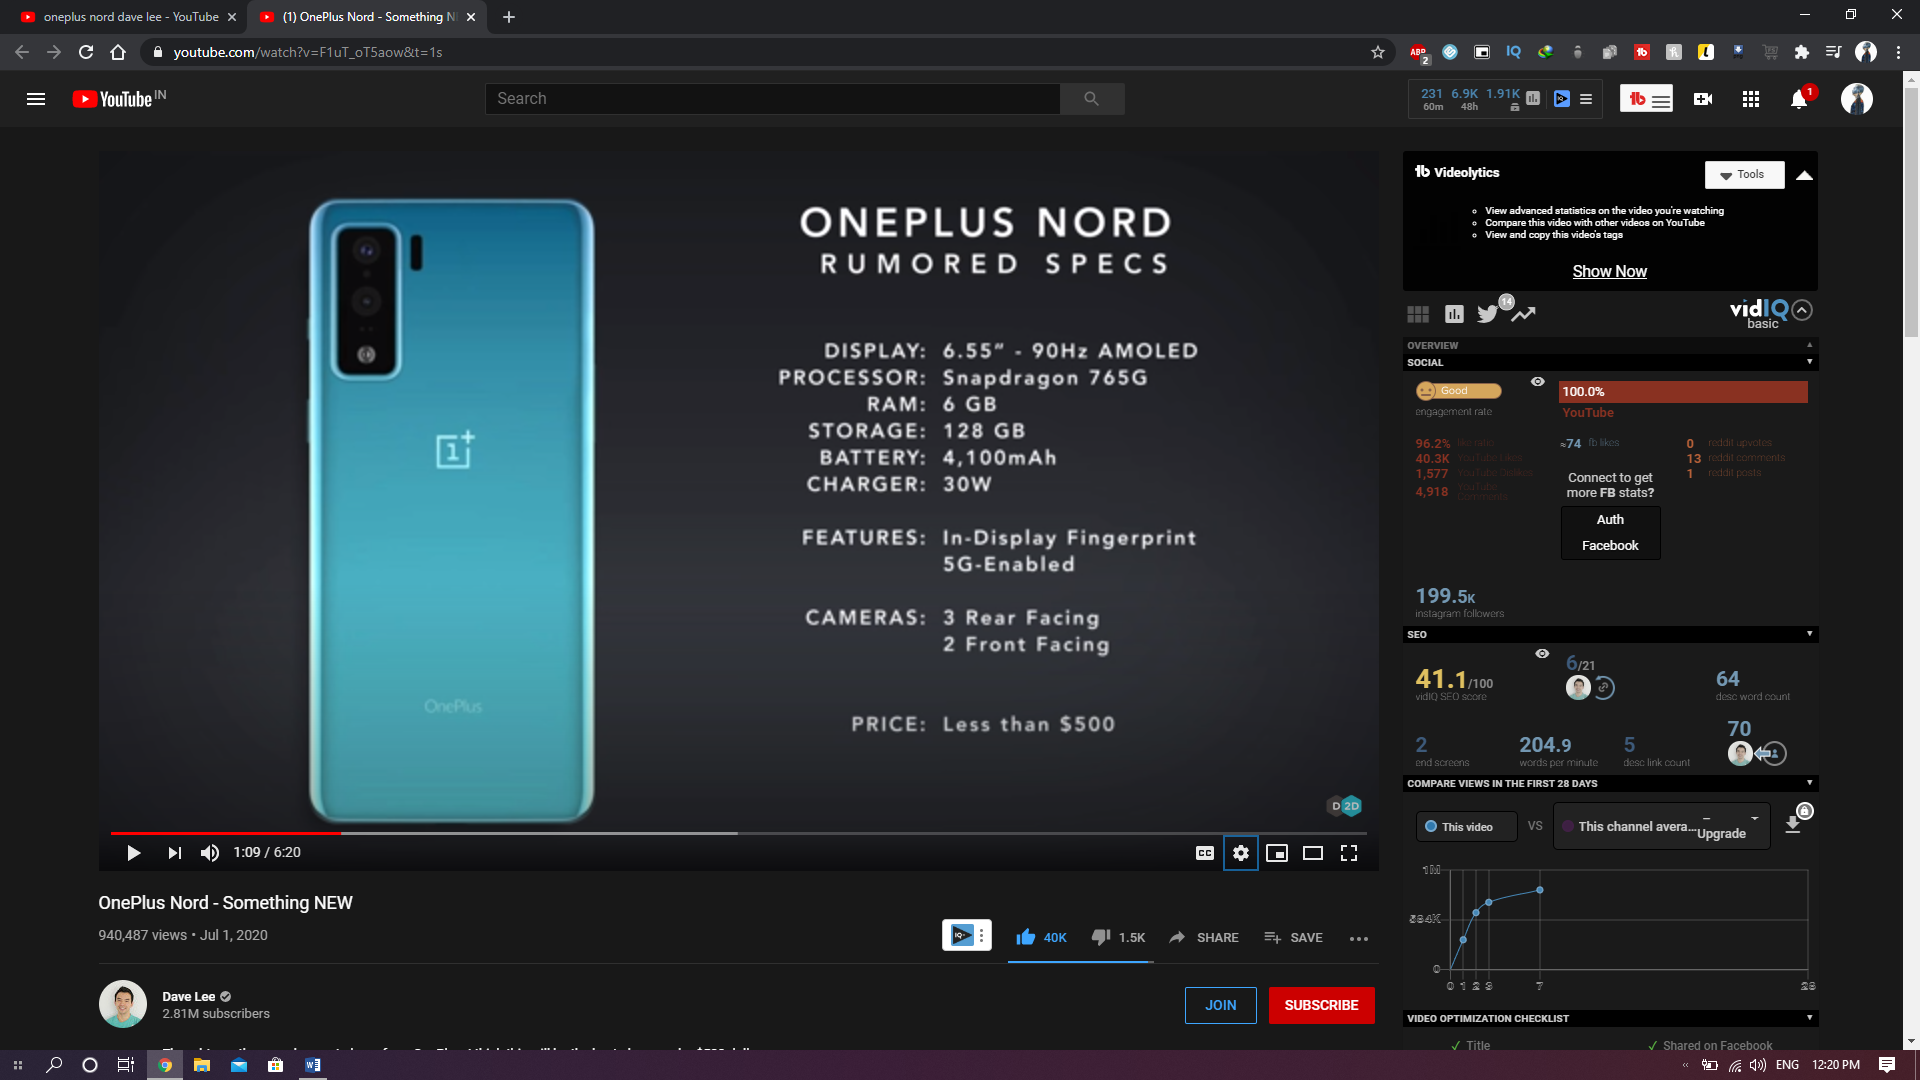 oneplus nord dave lee - YouTube
(1) OnePlus Nord - Something N
youtube.com/watch?v=F1uT_oT5aow&t=1s
ABP
2
IQ
YouTube IN
Search
231 6.9K 1.91K
60m 48h
1
ONEPLUS NORD
RUMORED SPECS
DISPLAY: 6.55" - 90Hz AMOLED
PROCESSOR: Snapdragon 765G
RAM: 6 GB
STORAGE: 128 GB
BATTERY: 4,100mAh
CHARGER: 30W
FEATURES: In-Display Fingerprint
5G-Enabled
CAMERAS: 3 Rear Facing
2 Front Facing
PRICE: Less than $500
OnePlus
D2D
1:09 / 6:20
CC
OnePlus Nord - Something NEW
940,487 views • Jul 1, 2020
40K
1.5K
SHARE
SAVE
Dave Lee
2.81M subscribers
JOIN
SUBSCRIBE
tb Videolytics
Tools
View advanced statistics on the video you're watching
Compare this video with other videos on YouTube
View and copy this video's tags
Show Now
14
vidIQ
basic
OVERVIEW
SOCIAL
Good
engagement rate
100.0%
YouTube
96.2% like ratio
40.3K YouTube Likes
1,577 YouTube Dislikes
4,918 YouTube Comments
≈74 fb likes
0 reddit upvotes
13 reddit comments
1 reddit posts
Connect to get
more FB stats?
Auth
Facebook
199.5K
instagram followers
SEO
41.1/100
vidIQ SEO score
6/21
64
desc word count
2
end screens
204.9
words per minute
5
desc link count
70
COMPARE VIEWS IN THE FIRST 28 DAYS
This video
VS
This channel avera...
Upgrade
1M
0
0 1 2 3 7 28
VIDEO OPTIMIZATION CHECKLIST
Title
Shared on Facebook
ENG
12:20 PM